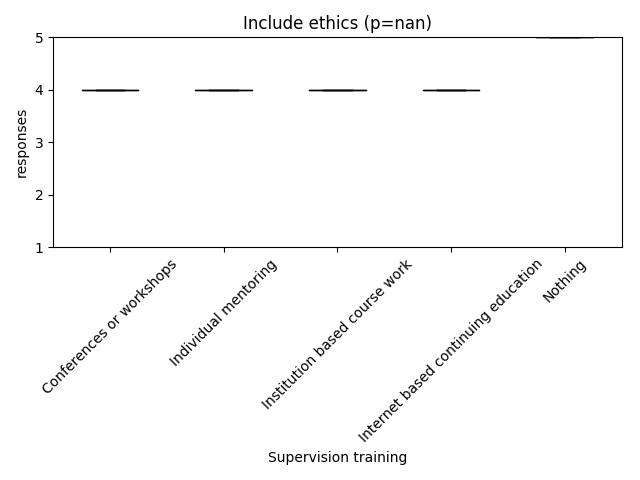 Include ethics (p=nan)
responses
5
4
3
2
1
Conferences or workshops
Individual mentoring
Institution based course work
Internet based continuing education
Nothing
Supervision training